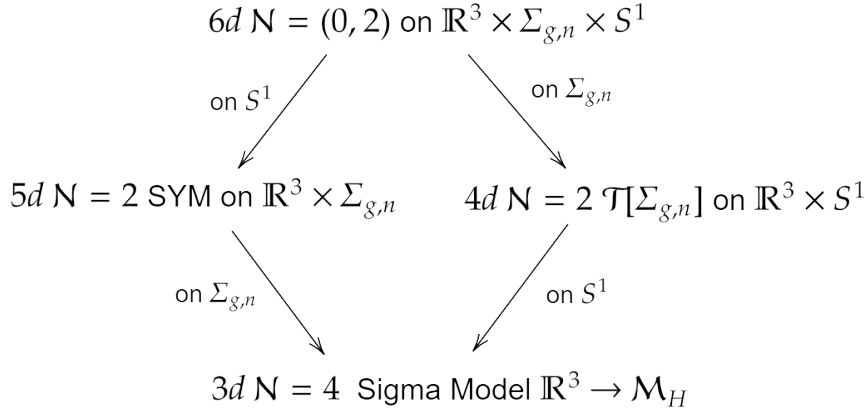 6d N = (0, 2) on ℝ³ × Σ_{g,n} × S¹
on S¹
on Σ_{g,n}
5d N = 2 SYM on ℝ³ × Σ_{g,n}
4d N = 2 𝒯[Σ_{g,n}] on ℝ³ × S¹
on Σ_{g,n}
on S¹
3d N = 4 Sigma Model ℝ³ → ℳ_H